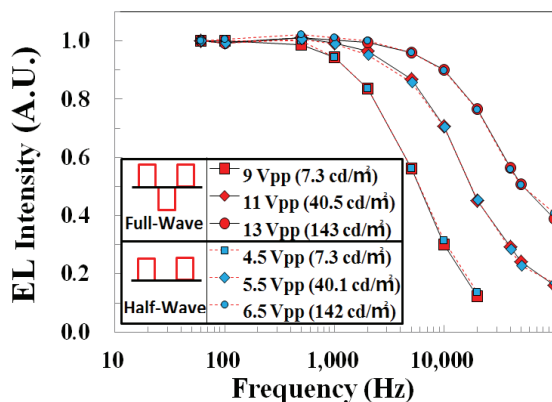 EL Intensity (A.U.)
1.0
0.8
0.6
0.4
0.2
0.0
Full-Wave
9 Vpp (7.3 cd/㎡)
11 Vpp (40.5 cd/㎡)
13 Vpp (143 cd/㎡)
Half-Wave
4.5 Vpp (7.3 cd/㎡)
5.5 Vpp (40.1 cd/㎡)
6.5 Vpp (142 cd/㎡)
10
100
1,000
10,000
Frequency (Hz)